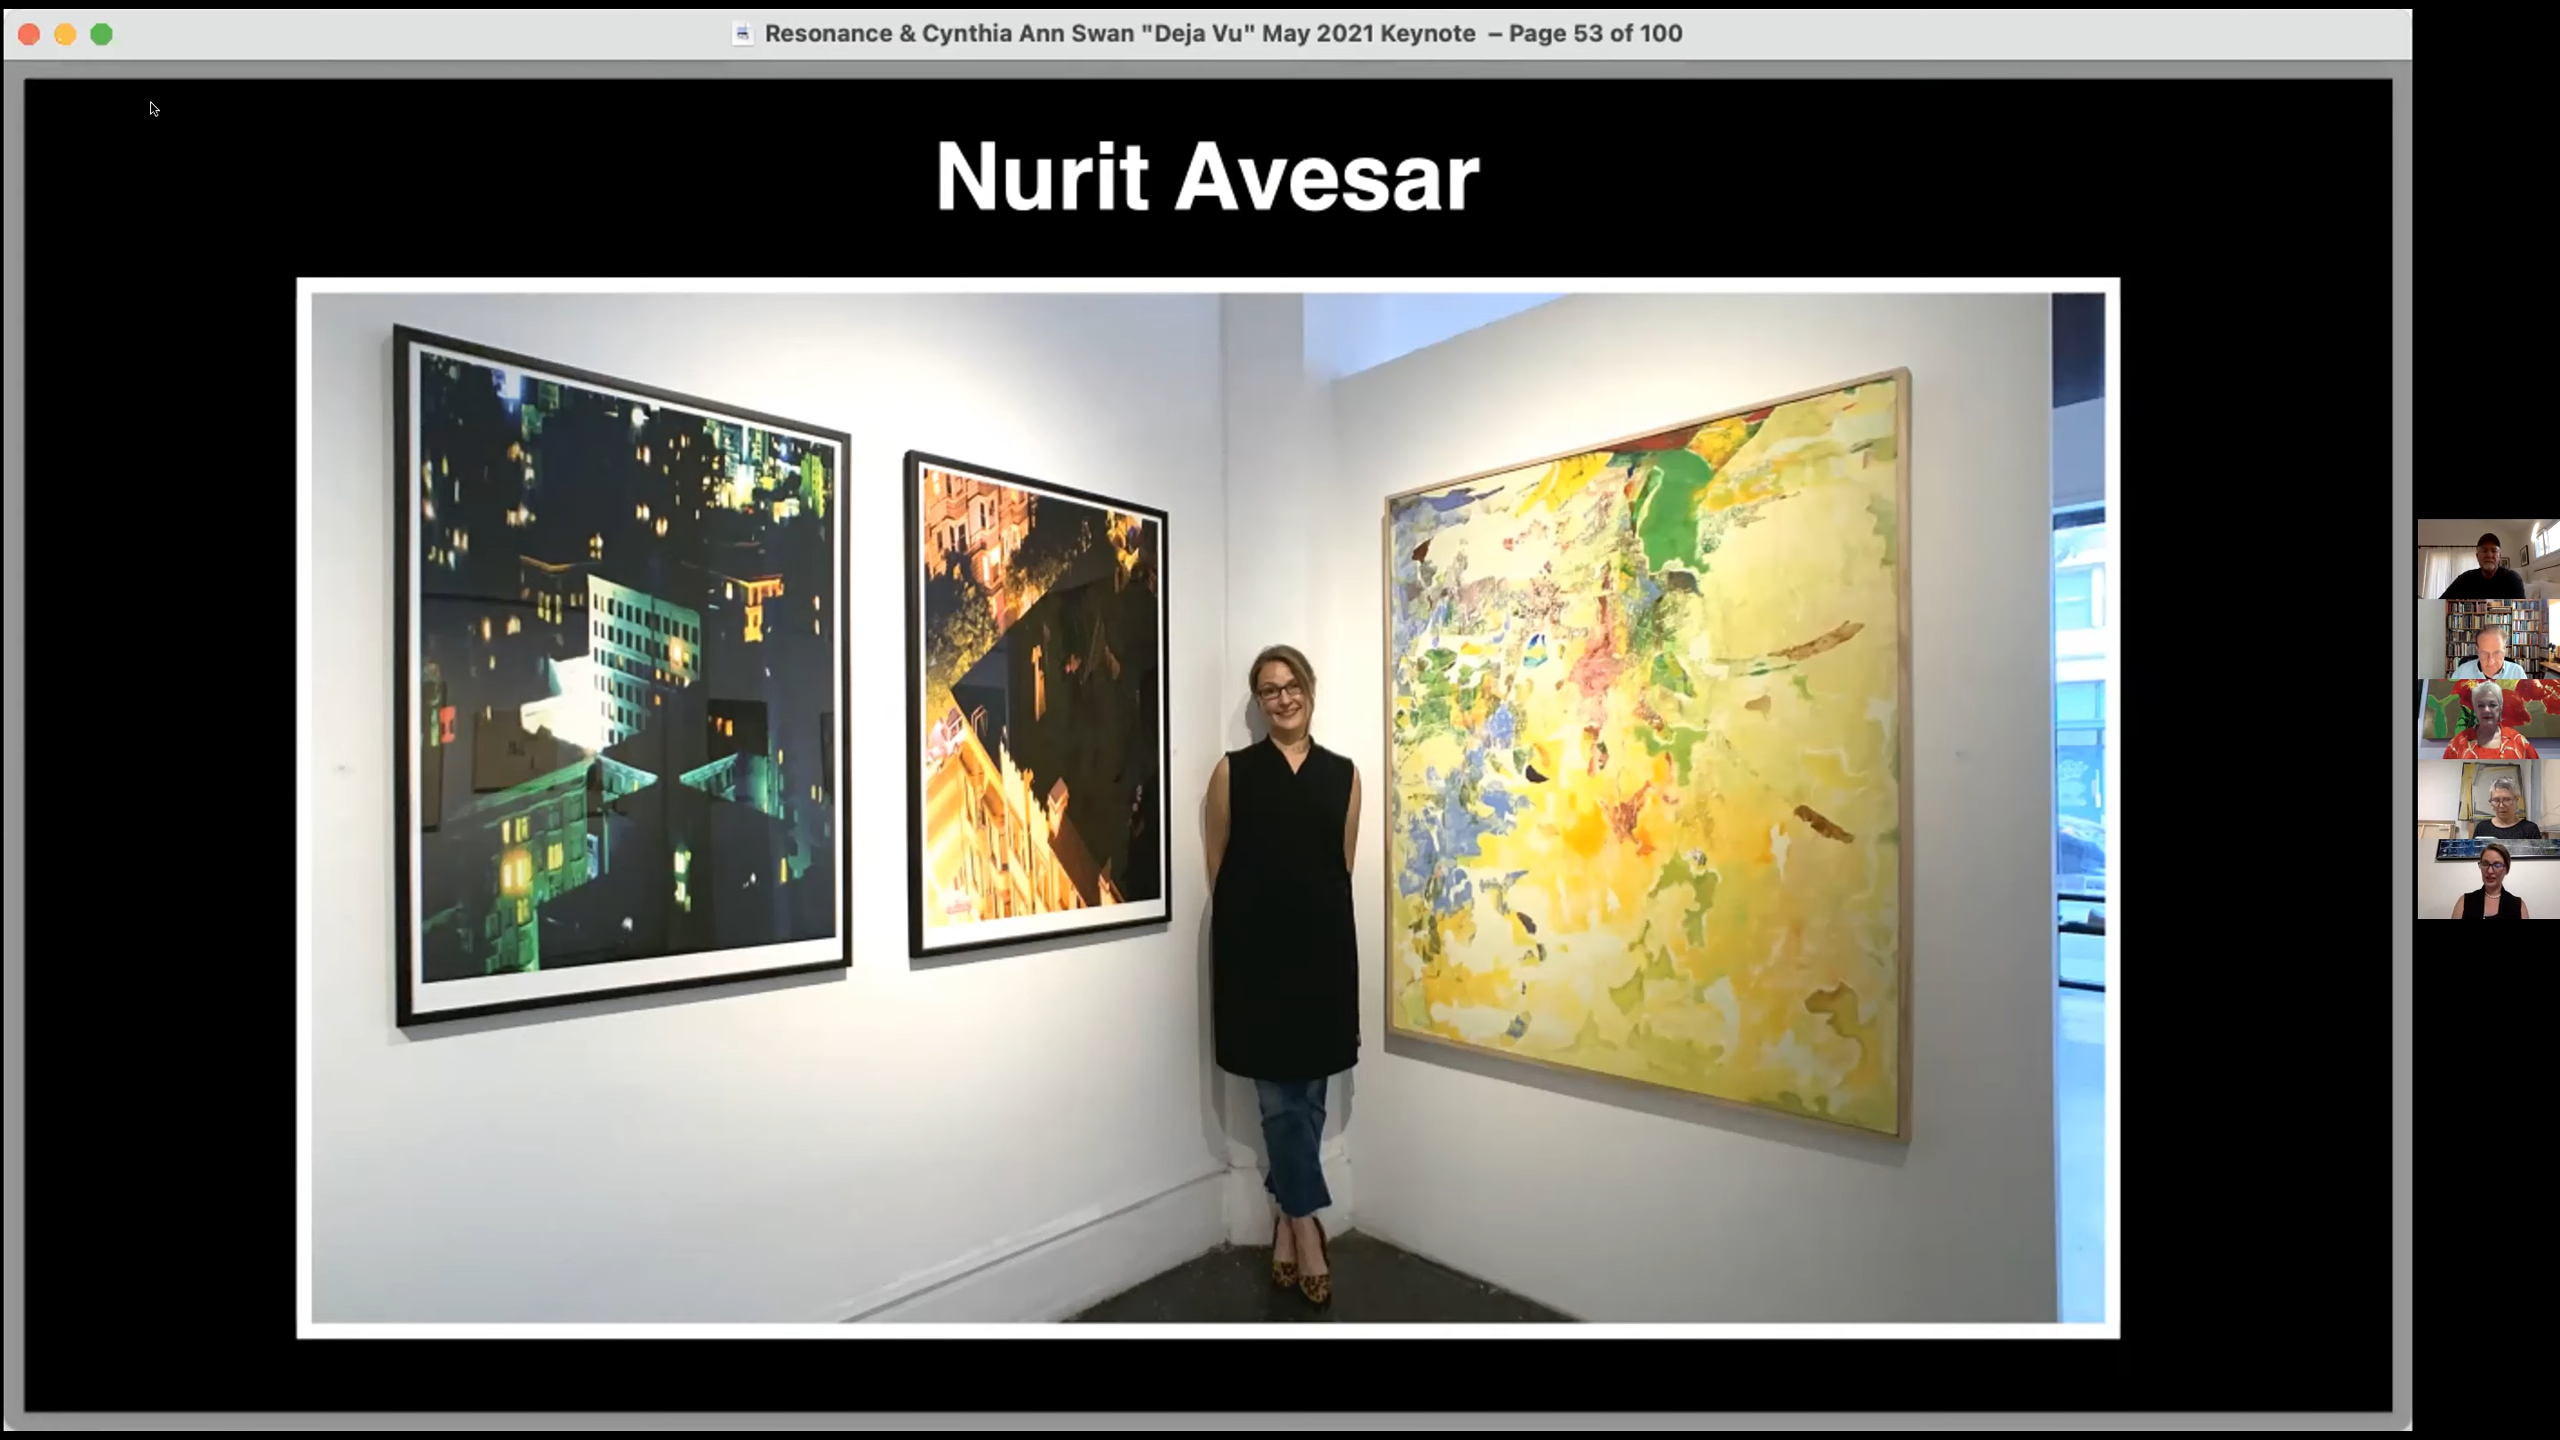 Resonance & Cynthia Ann Swan "Deja Vu" May 2021 Keynote – Page 53 of 100
Nurit Avesar